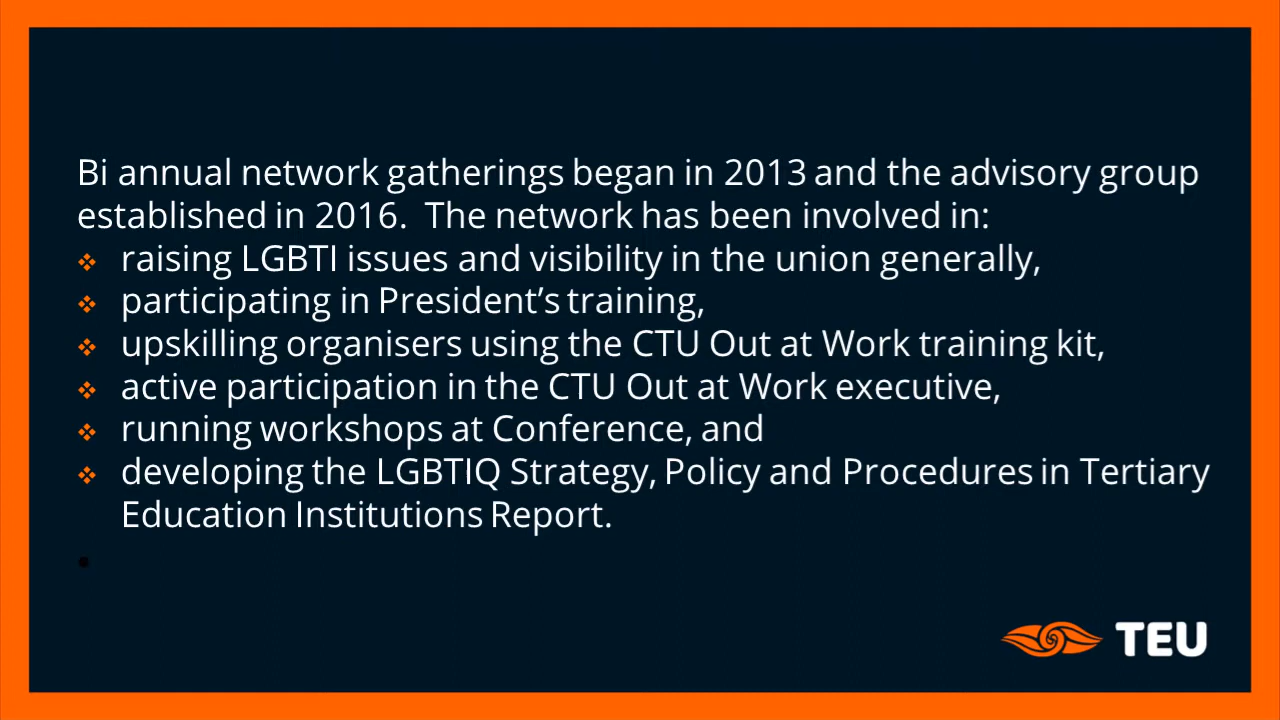 Bi annual network gatherings began in 2013 and the advisory group
established in 2016.  The network has been involved in:
❖ raising LGBTI issues and visibility in the union generally,
❖ participating in President’s training,
❖ upskilling organisers using the CTU Out at Work training kit,
❖ active participation in the CTU Out at Work executive,
❖ running workshops at Conference, and
❖ developing the LGBTIQ Strategy, Policy and Procedures in Tertiary
Education Institutions Report.
•
TEU